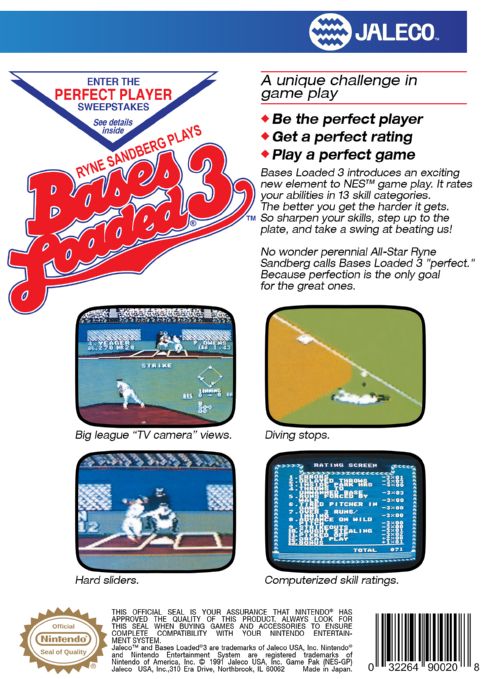 JALECO™
ENTER THE
PERFECT PLAYER
SWEEPSTAKES
See details
inside
RYNE SANDBERG PLAYS
Bases
Loaded® 3™
A unique challenge in
game play
Be the perfect player
Get a perfect rating
Play a perfect game
Bases Loaded 3 introduces an exciting
new element to NES™ game play. It rates
your abilities in 13 skill categories.
The better you get the harder it gets.
So sharpen your skills, step up to the
plate, and take a swing at beating us!
No wonder perennial All-Star Ryne
Sandberg calls Bases Loaded 3 "perfect."
Because perfection is the only goal
for the great ones.
STRIKE
Big league "TV camera" views.
Diving stops.
RATING SCREEN
TOTAL 071
Hard sliders.
Computerized skill ratings.
Official
Nintendo
Seal of Quality
THIS OFFICIAL SEAL IS YOUR ASSURANCE THAT NINTENDO® HAS
APPROVED THE QUALITY OF THIS PRODUCT. ALWAYS LOOK FOR
THIS SEAL WHEN BUYING GAMES AND ACCESSORIES TO ENSURE
COMPLETE COMPATIBILITY WITH YOUR NINTENDO ENTERTAIN-
MENT SYSTEM.
Jaleco™ and Bases Loaded®3 are trademarks of Jaleco USA, Inc. Nintendo®
and Nintendo Entertainment System are registered trademarks of
Nintendo of America, Inc. © 1991 Jaleco USA, Inc. Game Pak (NES-GP)
Jaleco USA, Inc.,310 Era Drive, Northbrook, IL 60062 Made in Japan.
0 32264 90020 8